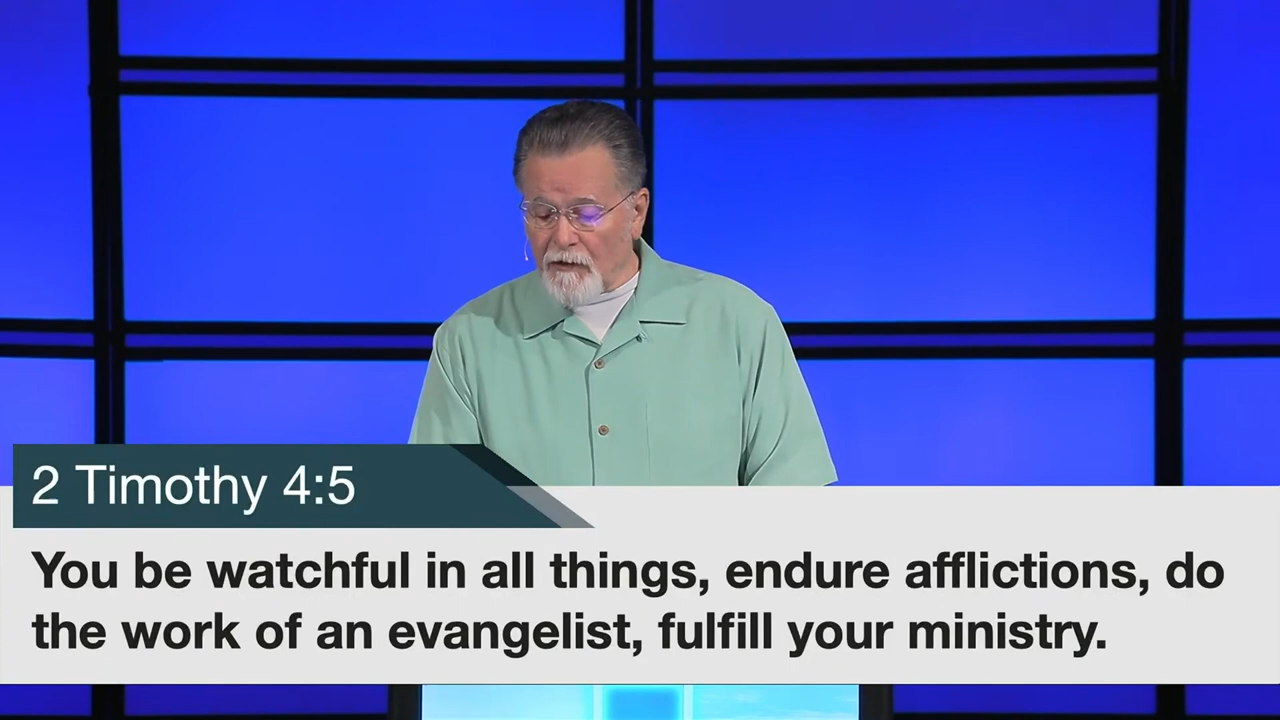 2 Timothy 4:5
You be watchful in all things, endure afflictions, do
the work of an evangelist, fulfill your ministry.